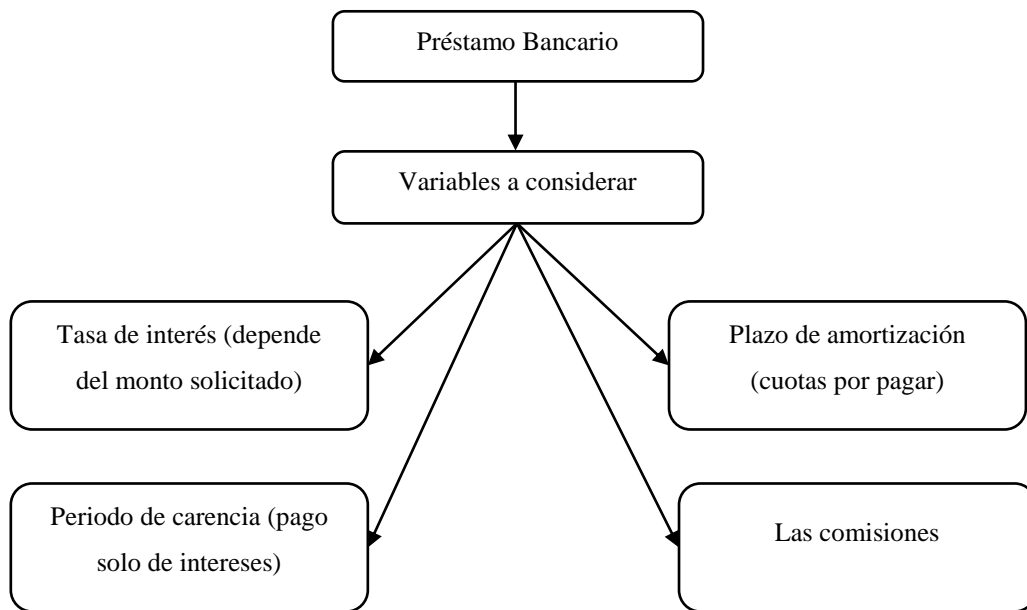 Préstamo Bancario
Variables a considerar
Tasa de interés (depende
del monto solicitado)
Plazo de amortización
(cuotas por pagar)
Periodo de carencia (pago
solo de intereses)
Las comisiones